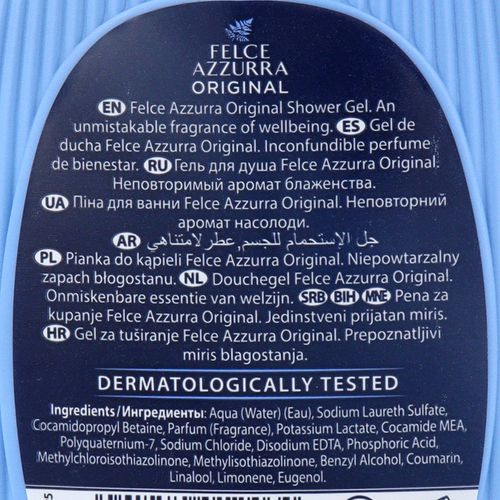 FELCE
AZZURRA
ORIGINAL
EN Felce Azzurra Original Shower Gel. An
unmistakable fragrance of wellbeing. ES Gel de
ducha Felce Azzurra Original. Inconfundible perfume
de bienestar. RU Гель для душа Felce Azzurra Original.
Неповторимый аромат блаженства.
UA Піна для ванни Felce Azzurra Original. Неповторний
аромат насолоди.
AR جل الإستحمام للجسم, عطر لامتناهي
PL Pianka do kąpieli Felce Azzurra Original. Niepowtarzalny
zapach błogostanu. NL Douchegel Felce Azzurra Original.
Onmiskenbare essentie van welzijn. SRB BIH MNE Pena za
kupanje Felce Azzurra Original. Jedinstveni prijatan miris.
HR Gel za tuširanje Felce Azzurra Original. Prepoznatljivi
miris blagostanja.
DERMATOLOGICALLY TESTED
Ingredients/Ингредиенты: Aqua (Water) (Eau), Sodium Laureth Sulfate,
Cocamidopropyl Betaine, Parfum (Fragrance), Potassium Lactate, Cocamide MEA,
Polyquaternium-7, Sodium Chloride, Disodium EDTA, Phosphoric Acid,
Methylchloroisothiazolinone, Methylisothiazolinone, Benzyl Alcohol, Coumarin,
Linalool, Limonene, Eugenol.